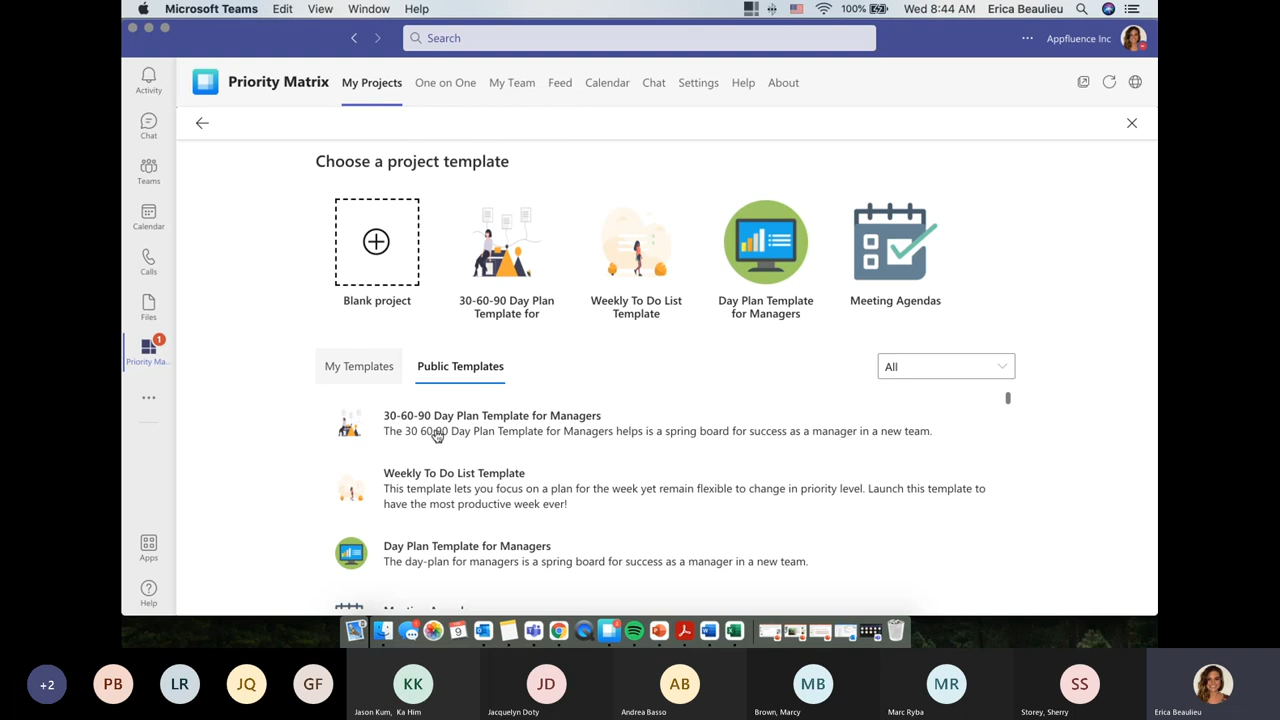 Microsoft Teams Edit View Window Help
100% Wed 8:44 AM Erica Beaulieu
Search
Appfluence Inc
Activity
Chat
Teams
Calendar
Calls
Files
1
Priority Ma...
Apps
Help
Priority Matrix My Projects One on One My Team Feed Calendar Chat Settings Help About
Choose a project template
Blank project
30-60-90 Day Plan
Template for
Weekly To Do List
Template
Day Plan Template
for Managers
Meeting Agendas
My Templates Public Templates All
30-60-90 Day Plan Template for Managers
The 30 60 90 Day Plan Template for Managers helps is a spring board for success as a manager in a new team.
Weekly To Do List Template
This template lets you focus on a plan for the week yet remain flexible to change in priority level. Launch this template to
have the most productive week ever!
Day Plan Template for Managers
The day-plan for managers is a spring board for success as a manager in a new team.
+2 PB LR JQ GF KK JD AB MB MR SS
Jason Kum, Ka Him Jacquelyn Doty Andrea Basso Brown, Marcy Marc Ryba Storey, Sherry Erica Beaulieu